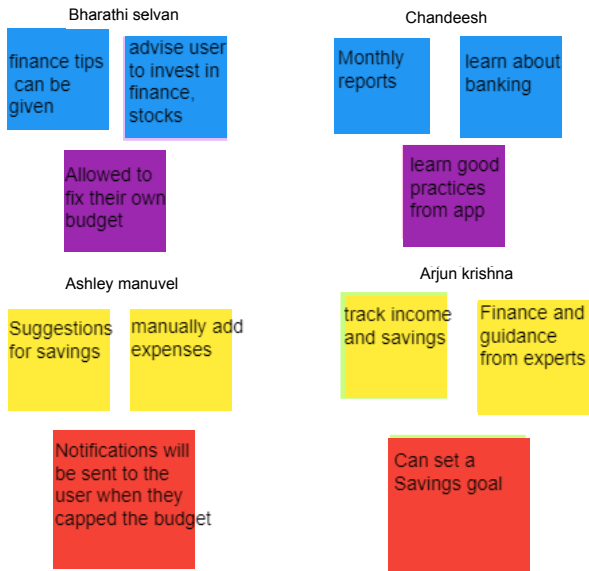 Bharathi selvan
finance tips
can be
given
advise user
to invest in
finance,
stocks
Allowed to
fix their own
budget
Chandeesh
Monthly
reports
learn about
banking
learn good
practices
from app
Ashley manuvel
Suggestions
for savings
manually add
expenses
Notifications will
be sent to the
user when they
capped the budget
Arjun krishna
track income
and savings
Finance and
guidance
from experts
Can set a
Savings goal